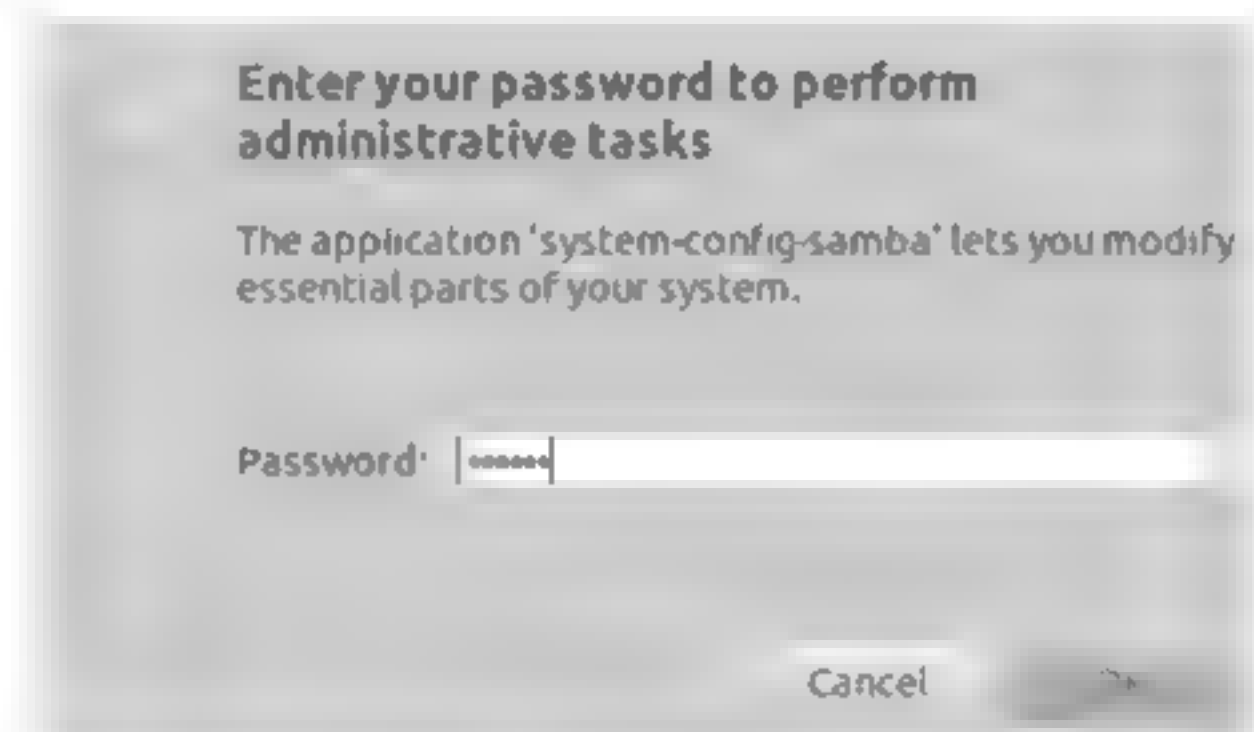 Enter your password to perform
administrative tasks
The application 'system-config-samba' lets you modify
essential parts of your system.
Password:
Cancel